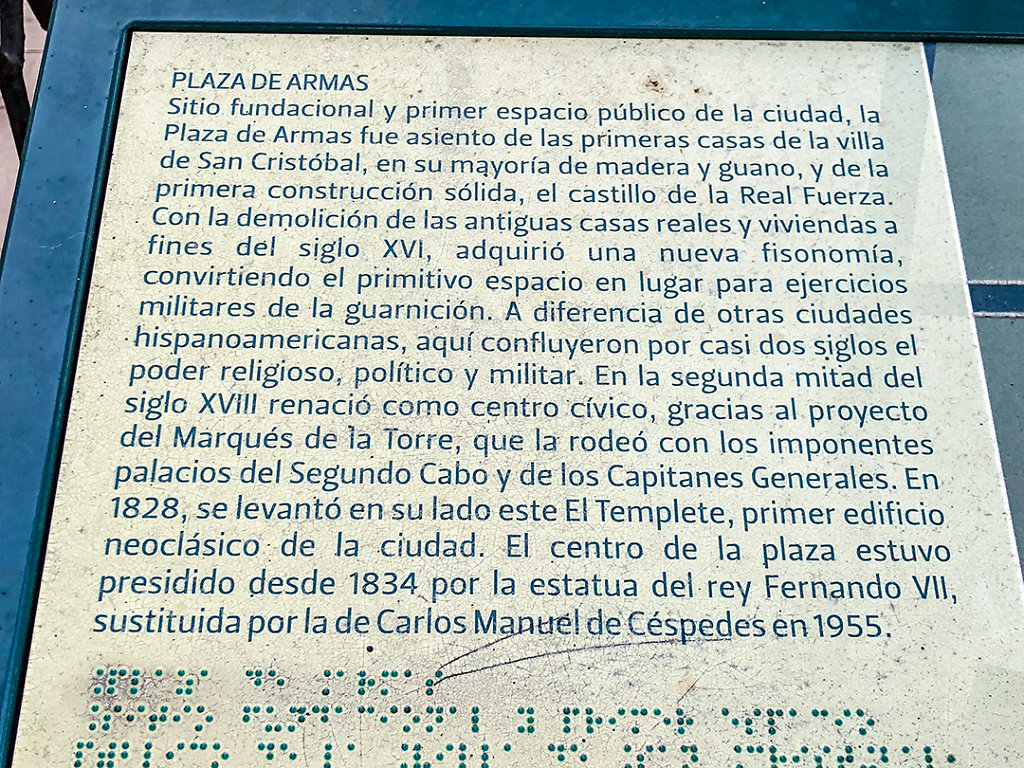 PLAZA DE ARMAS
Sitio fundacional y primer espacio público de la ciudad, la
Plaza de Armas fue asiento de las primeras casas de la villa
de San Cristóbal, en su mayoría de madera y guano, y de la
primera construcción sólida, el castillo de la Real Fuerza.
Con la demolición de las antiguas casas reales y viviendas a
fines del siglo XVI, adquirió una nueva fisonomía,
convirtiendo el primitivo espacio en lugar para ejercicios
militares de la guarnición. A diferencia de otras ciudades
hispanoamericanas, aquí confluyeron por casi dos siglos el
poder religioso, político y militar. En la segunda mitad del
siglo XVIII renació como centro cívico, gracias al proyecto
del Marqués de la Torre, que la rodeó con los imponentes
palacios del Segundo Cabo y de los Capitanes Generales. En
1828, se levantó en su lado este El Templete, primer edificio
neoclásico de la ciudad. El centro de la plaza estuvo
presidido desde 1834 por la estatua del rey Fernando VII,
sustituida por la de Carlos Manuel de Céspedes en 1955.